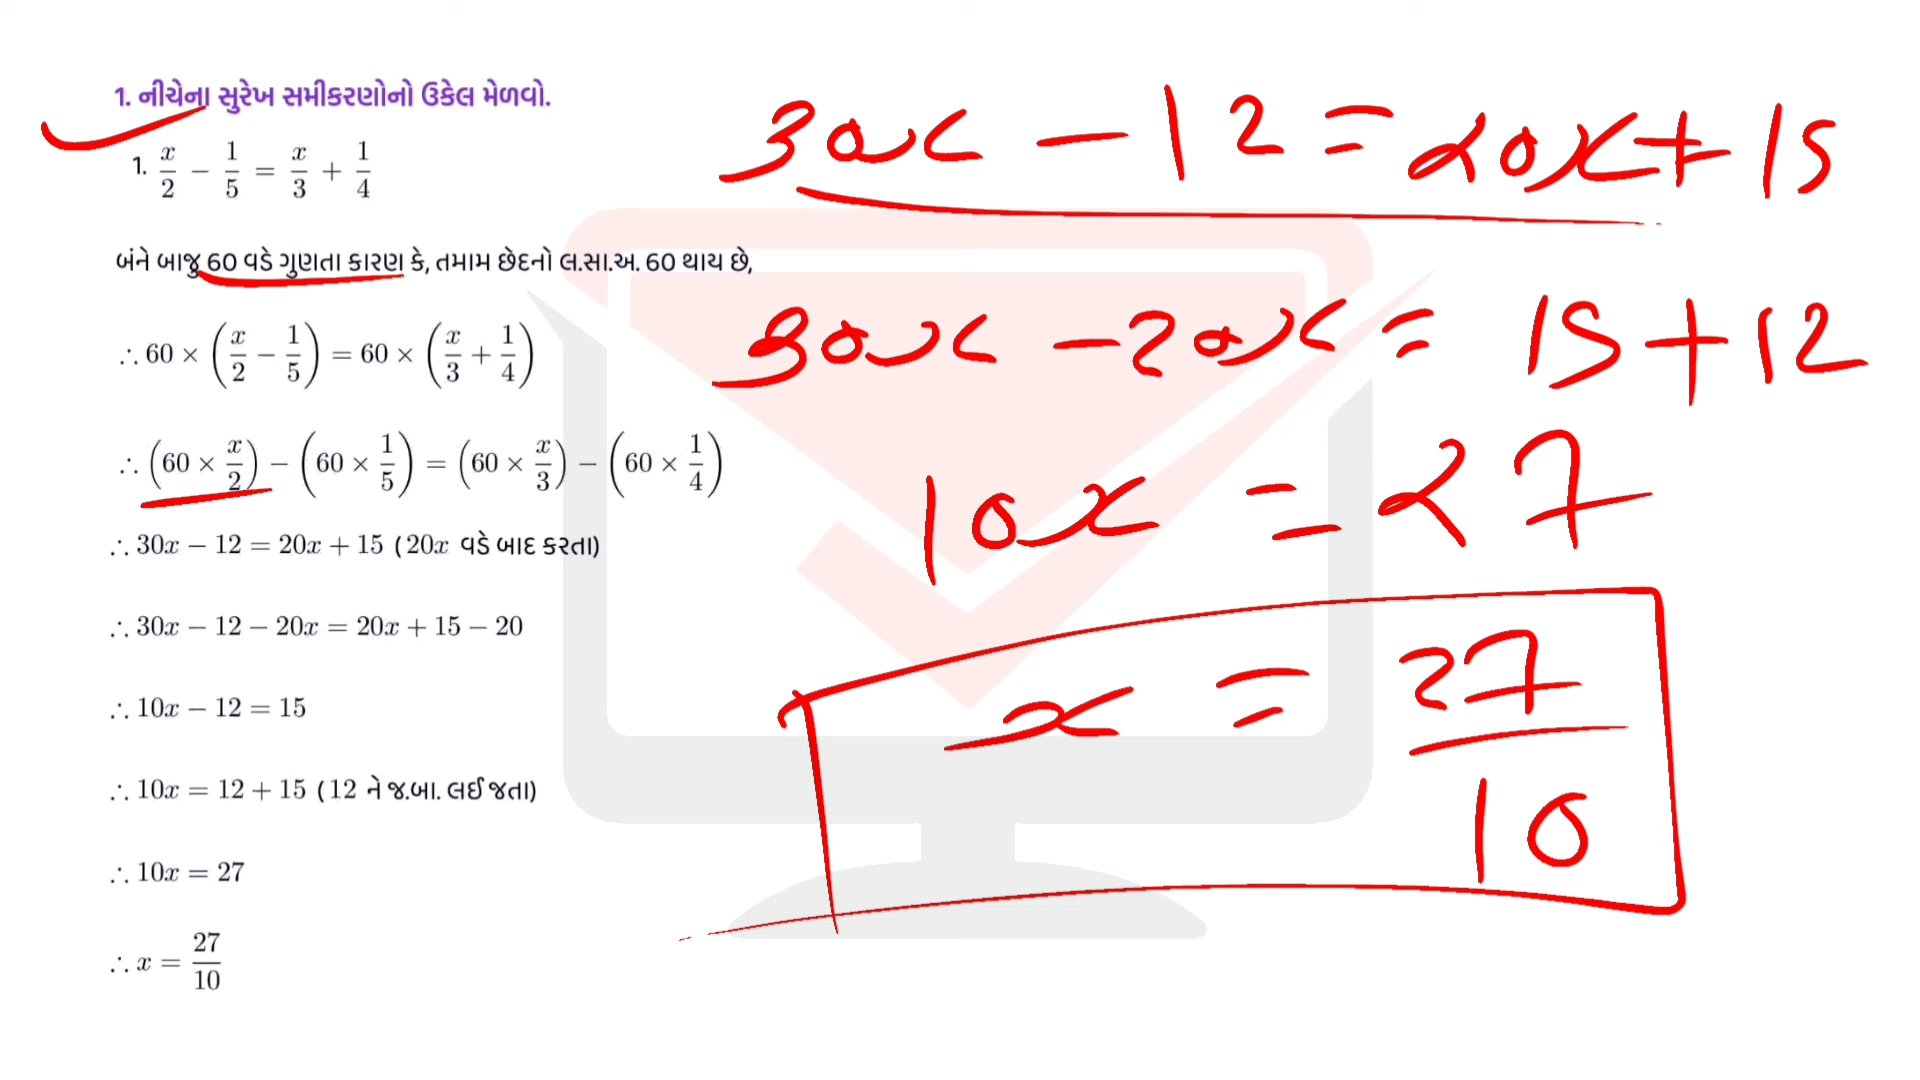 1. નીચેના સુરેખ સમીકરણોનો ઉકેલ મેળવો.
1. x/2 − 1/5 = x/3 + 1/4
બંને બાજુ 60 વડે ગુણતા કારણ કે, તમામ છેદનો લ.સા.અ. 60 થાય છે,
∴ 60 × (x/2 − 1/5) = 60 × (x/3 + 1/4)
∴ (60 × x/2) − (60 × 1/5) = (60 × x/3) − (60 × 1/4)
∴ 30x − 12 = 20x + 15 (20x વડે બાદ કરતા)
∴ 30x − 12 − 20x = 20x + 15 − 20
∴ 10x − 12 = 15
∴ 10x = 12 + 15 (12 ને જ.બા. લઈ જતા)
∴ 10x = 27
∴ x = 27/10
30x − 12 = 20x + 15
30x − 20x = 15 + 12
10x = 27
x = 27/10